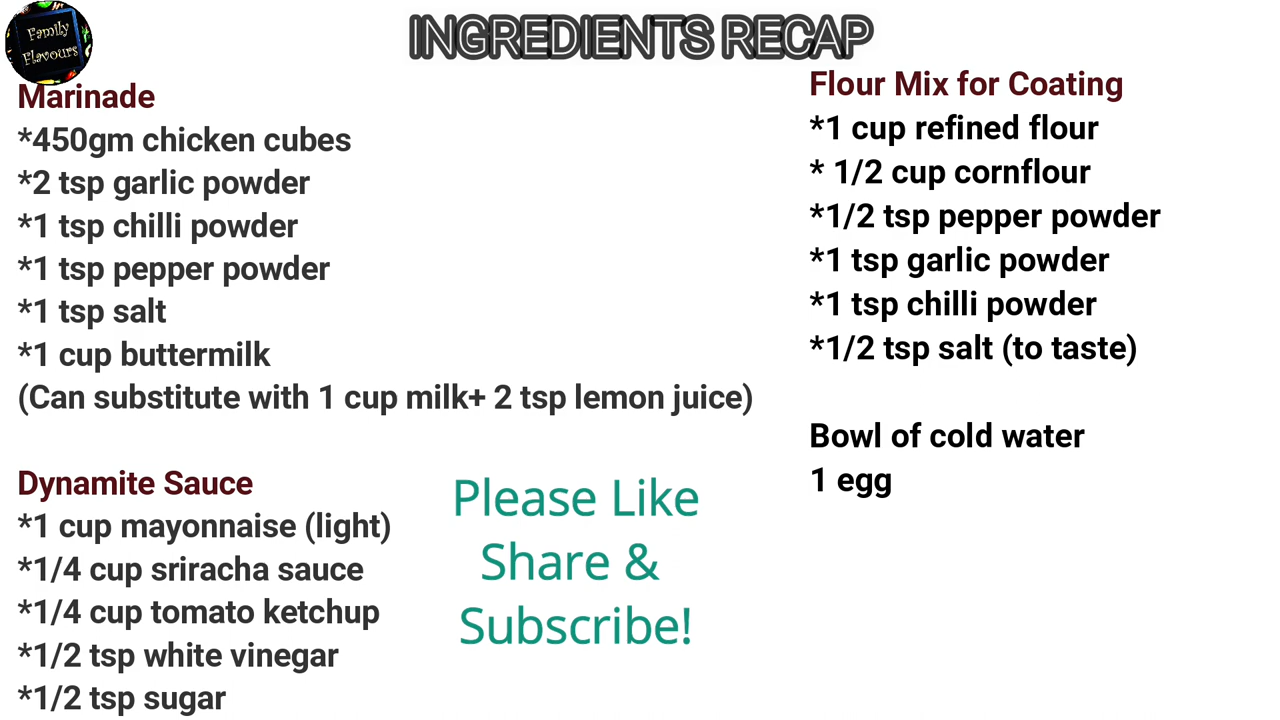 Family
Flavours
INGREDIENTS RECAP
Marinade
*450gm chicken cubes
*2 tsp garlic powder
*1 tsp chilli powder
*1 tsp pepper powder
*1 tsp salt
*1 cup buttermilk
(Can substitute with 1 cup milk+ 2 tsp lemon juice)
Dynamite Sauce
*1 cup mayonnaise (light)
*1/4 cup sriracha sauce
*1/4 cup tomato ketchup
*1/2 tsp white vinegar
*1/2 tsp sugar
Please Like
Share &
Subscribe!
Flour Mix for Coating
*1 cup refined flour
* 1/2 cup cornflour
*1/2 tsp pepper powder
*1 tsp garlic powder
*1 tsp chilli powder
*1/2 tsp salt (to taste)
Bowl of cold water
1 egg